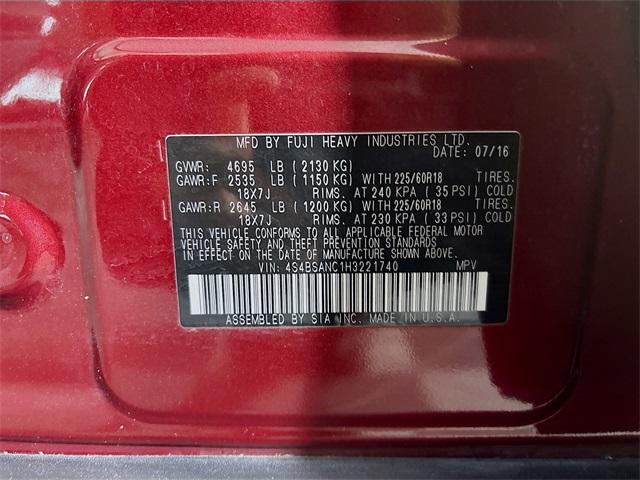 MFD BY FUJI HEAVY INDUSTRIES LTD.
DATE: 07/16
GVWR: 4695 LB (2130 KG)
GAWR:F 2535 LB (1150 KG) WITH 225/60R18 TIRES.
18X7J RIMS. AT 240 KPA (35 PSI) COLD
GAWR:R 2645 LB (1200 KG) WITH 225/60R18 TIRES.
18X7J RIMS. AT 230 KPA (33 PSI) COLD
THIS VEHICLE CONFORMS TO ALL APPLICABLE FEDERAL MOTOR
VEHICLE SAFETY AND THEFT PREVENTION STANDARDS
IN EFFECT ON THE DATE OF MANUFACTURE SHOWN ABOVE.
VIN: 4S4BSANC1H3221740 MPV
ASSEMBLED BY SIA INC. MADE IN U.S.A.